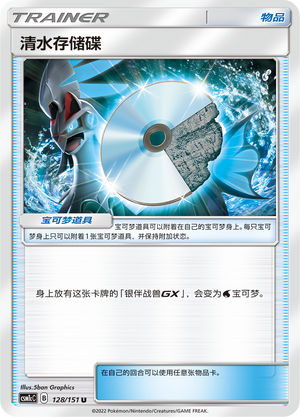 TRAINER 物品
清水存储碟
宝可梦道具
宝可梦道具可以附着在自己的宝可梦身上。每只宝可
梦身上只可以附着1张宝可梦道具,并保持附加状态。
身上放有这张卡牌的「银伴战兽GX」,会变为宝可梦。
在自己的回合可以使用任意张物品卡。
Illus.5ban Graphics
B 128/151 U
©2022 Pokémon/Nintendo/Creatures/GAME FREAK.